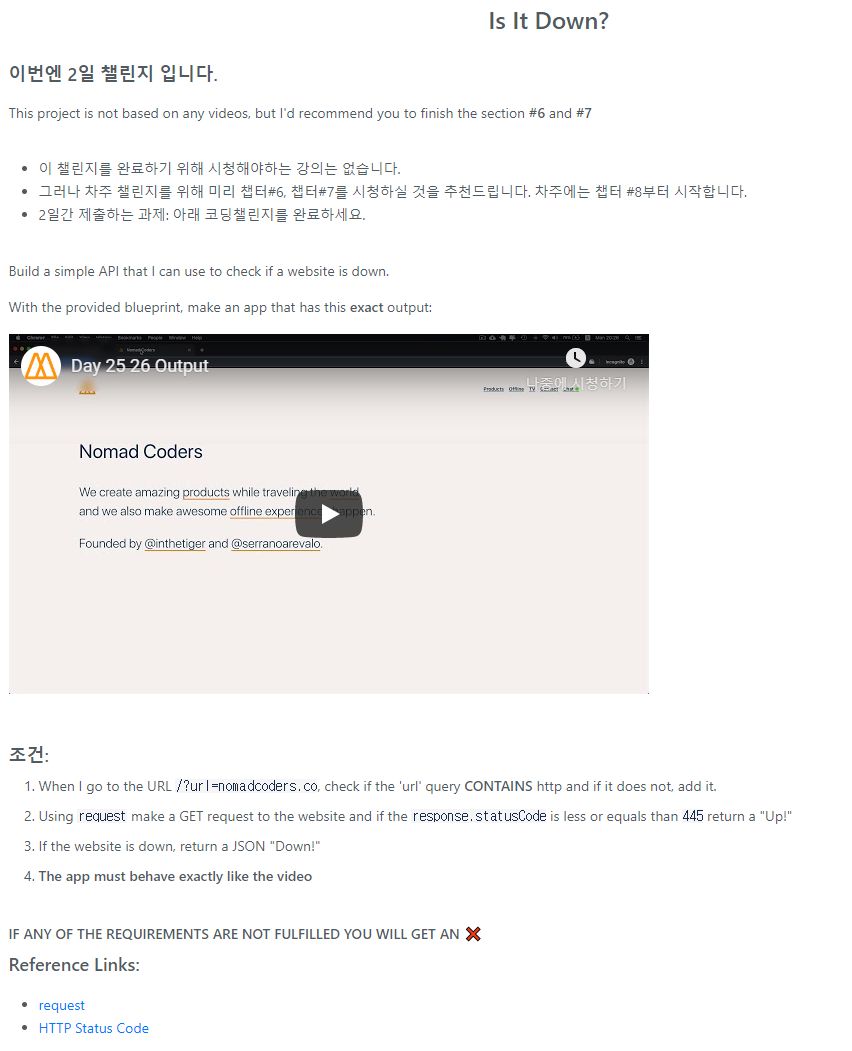 Is It Down?
이번엔 2일 챌린지 입니다.
This project is not based on any videos, but I'd recommend you to finish the section #6 and #7
이 챌린지를 완료하기 위해 시청해야하는 강의는 없습니다.
그러나 차주 챌린지를 위해 미리 챕터#6, 챕터#7를 시청하실 것을 추천드립니다. 차주에는 챕터 #8부터 시작합니다.
2일간 제출하는 과제: 아래 코딩챌린지를 완료하세요.
Build a simple API that I can use to check if a website is down.
With the provided blueprint, make an app that has this exact output:
Chrome
Bookmarks People Window Help
NomadCoders
Incognito
Day 25 26 Output
나중에 시청하기
Products Offline TV Chat
Nomad Coders
We create amazing products while traveling the world
and we also make awesome offline experience
Founded by @inthetiger and @serranoarevalo.
조건:
1. When I go to the URL /?url=nomadcoders.co, check if the 'url' query CONTAINS http and if it does not, add it.
2. Using request make a GET request to the website and if the response.statusCode is less or equals than 445 return a "Up!"
3. If the website is down, return a JSON "Down!"
4. The app must behave exactly like the video
IF ANY OF THE REQUIREMENTS ARE NOT FULFILLED YOU WILL GET AN ❌
Reference Links:
request
HTTP Status Code